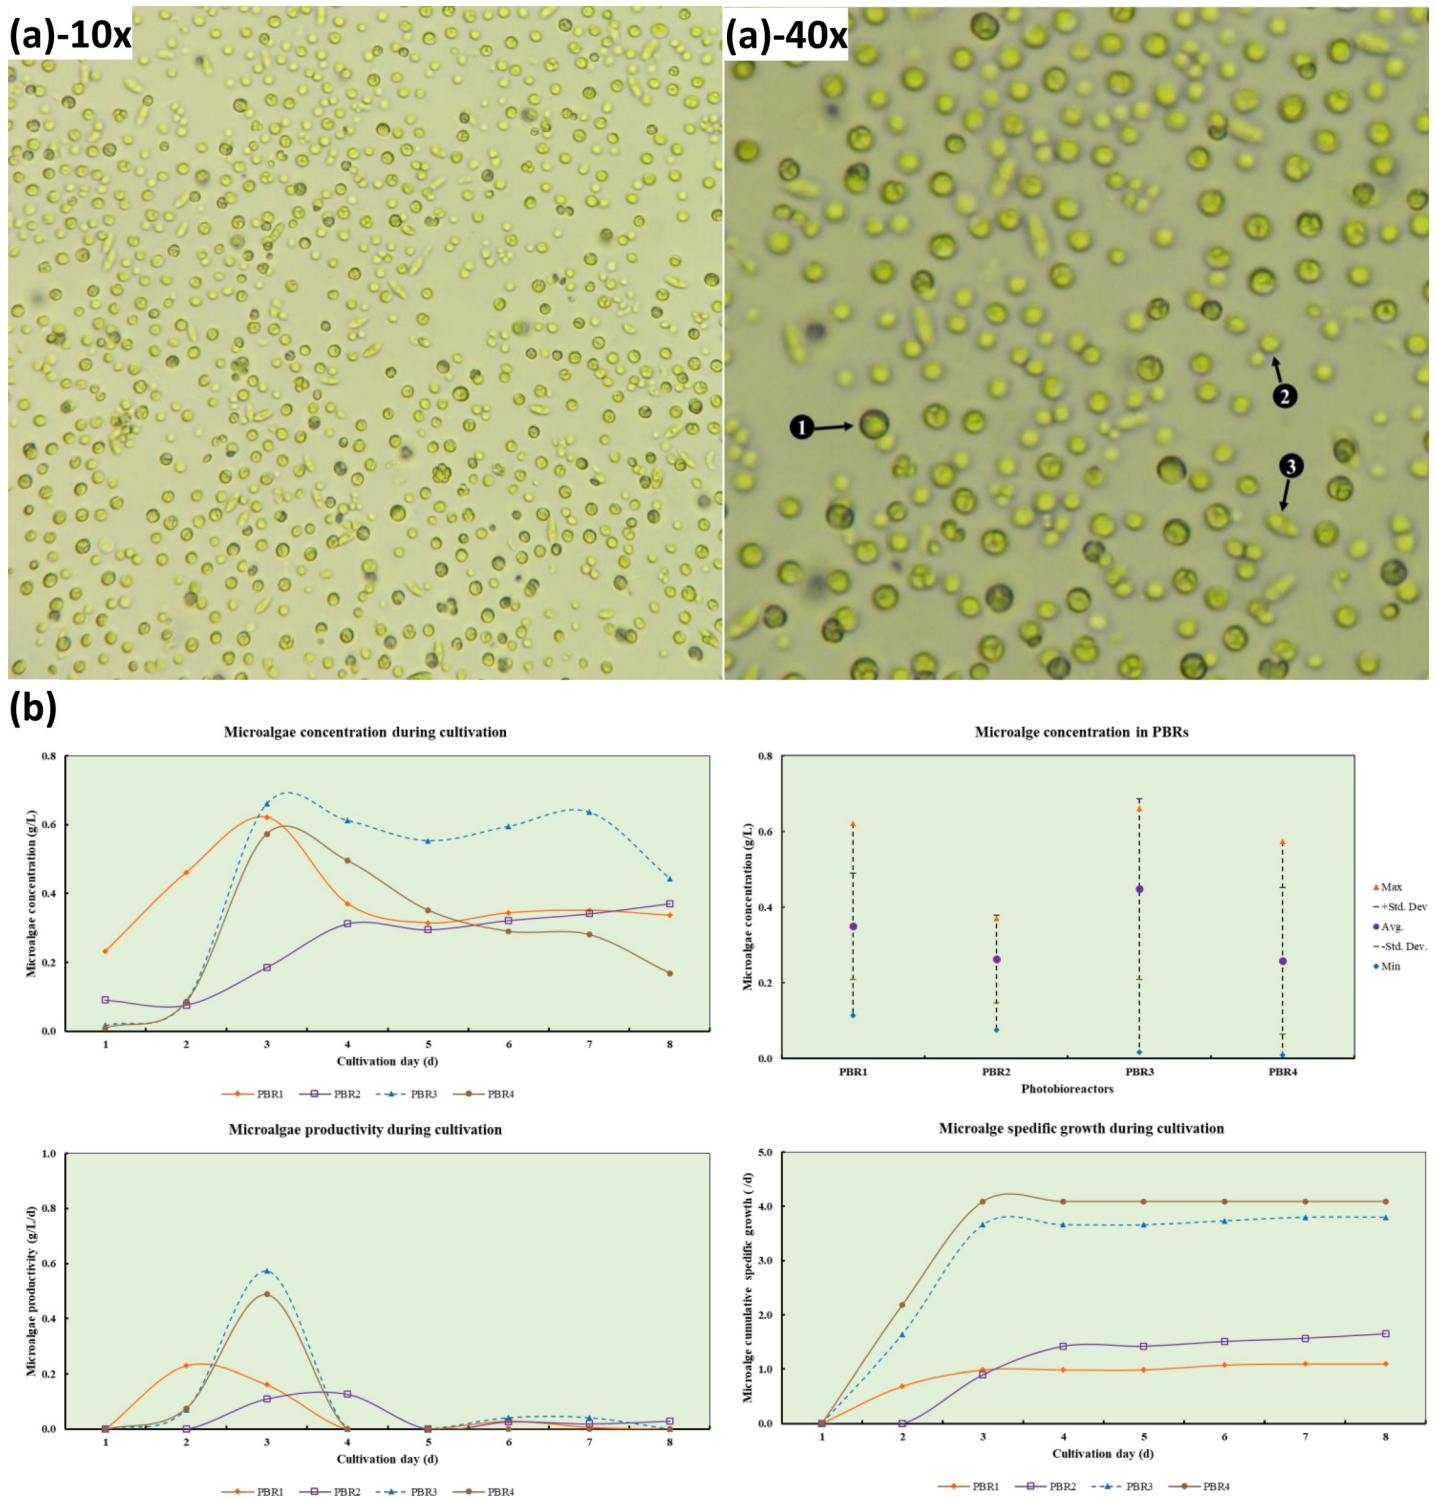 (a)-10x
(a)-40x
1
2
3
(b)
Microalgae concentration during cultivation
Microalgae concentration (g/L)
0.8
0.6
0.4
0.2
0.0
1 2 3 4 5 6 7 8
Cultivation day (d)
PBR1 PBR2 PBR3 PBR4
Microalge concentration in PBRs
Microalgae concentration (g/L)
0.8
0.6
0.4
0.2
0.0
PBR1 PBR2 PBR3 PBR4
Photobioreactors
Max
+Std. Dev
Avg.
-Std. Dev.
Min
Microalgae productivity during cultivation
Microalgae productivity (g/L/d)
1.0
0.8
0.6
0.4
0.2
0.0
1 2 3 4 5 6 7 8
Cultivation day (d)
PBR1 PBR2 PBR3 PBR4
Microalge spedific growth during cultivation
Microalge cumulative spedific growth ( /d)
5.0
4.0
3.0
2.0
1.0
0.0
1 2 3 4 5 6 7 8
Cultivation day (d)
PBR1 PBR2 PBR3 PBR4